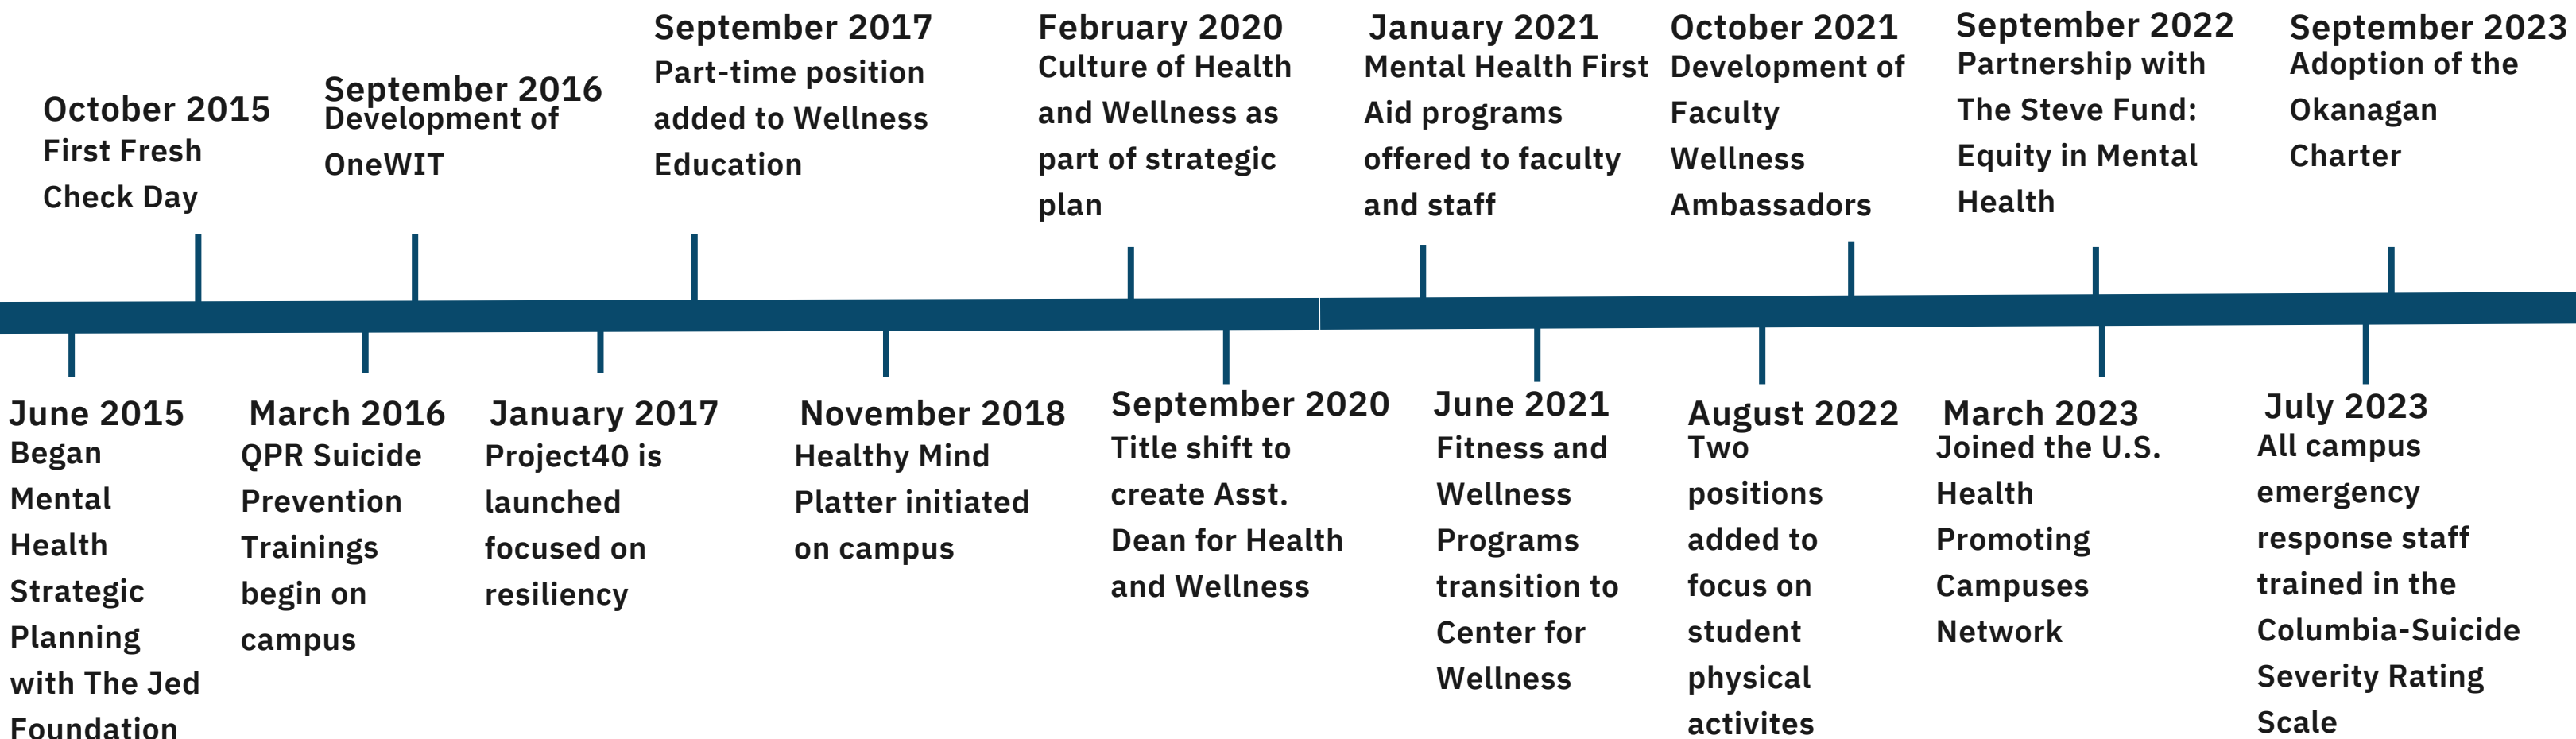 October 2015
First Fresh
Check Day
September 2016
Development of
OneWIT
September 2017
Part-time position
added to Wellness
Education
February 2020
Culture of Health
and Wellness as
part of strategic
plan
January 2021
Mental Health First
Aid programs
offered to faculty
and staff
October 2021
Development of
Faculty
Wellness
Ambassadors
September 2022
Partnership with
The Steve Fund:
Equity in Mental
Health
September 2023
Adoption of the
Okanagan
Charter
June 2015
Began
Mental
Health
Strategic
Planning
with The Jed
Foundation
March 2016
QPR Suicide
Prevention
Trainings
begin on
campus
January 2017
Project40 is
launched
focused on
resiliency
November 2018
Healthy Mind
Platter initiated
on campus
September 2020
Title shift to
create Asst.
Dean for Health
and Wellness
June 2021
Fitness and
Wellness
Programs
transition to
Center for
Wellness
August 2022
Two
positions
added to
focus on
student
physical
activites
March 2023
Joined the U.S.
Health
Promoting
Campuses
Network
July 2023
All campus
emergency
response staff
trained in the
Columbia-Suicide
Severity Rating
Scale